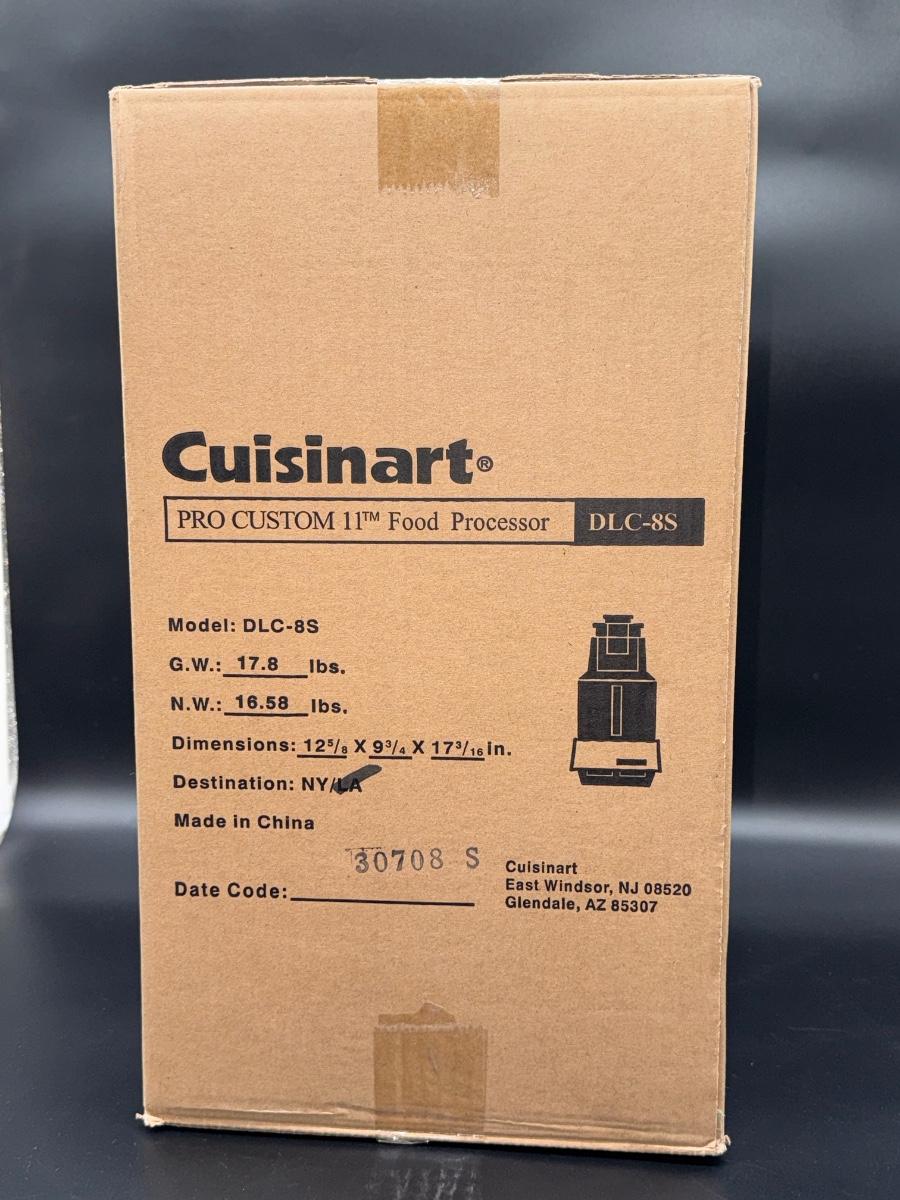 Cuisinart®
PRO CUSTOM 11™ Food Processor DLC-8S
Model: DLC-8S
G.W.: 17.8 lbs.
N.W.: 16.58 lbs.
Dimensions: 12⁵/₈ X 9³/₄ X 17³/₁₆ in.
Destination: NY/LA
Made in China
30708 S
Date Code:
Cuisinart
East Windsor, NJ 08520
Glendale, AZ 85307